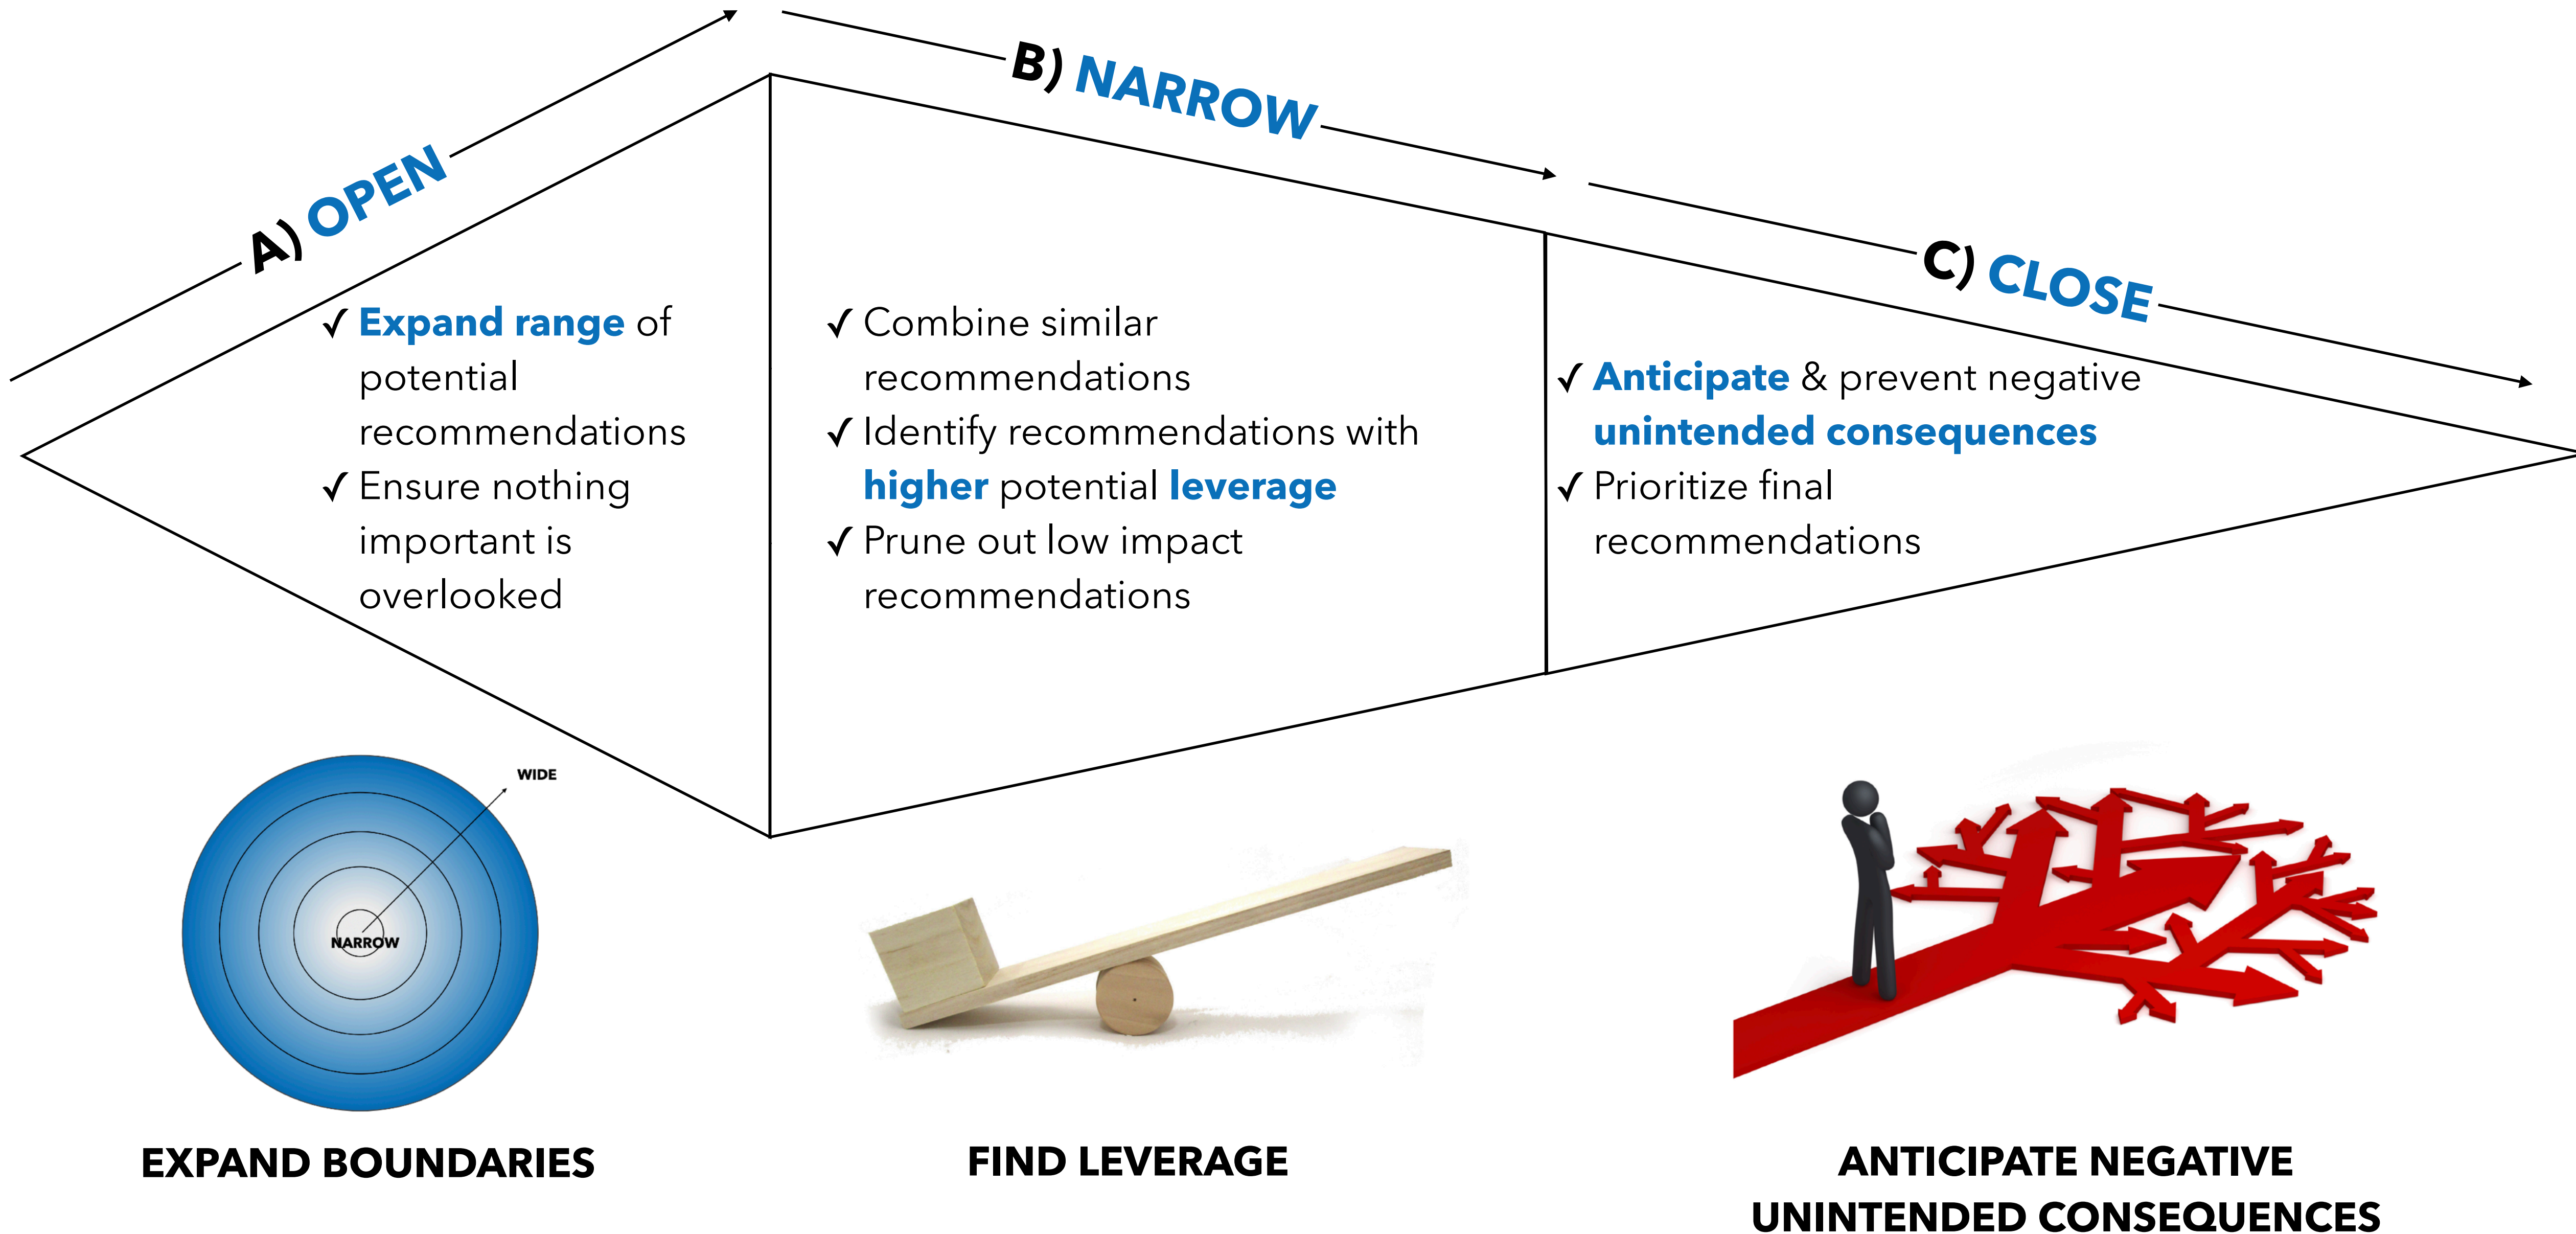 A) OPEN
B) NARROW
C) CLOSE
✓ Expand range of
potential
recommendations
✓ Ensure nothing
important is
overlooked
✓ Combine similar
recommendations
✓ Identify recommendations with
higher potential leverage
✓ Prune out low impact
recommendations
✓ Anticipate & prevent negative
unintended consequences
✓ Prioritize final
recommendations
WIDE
NARROW
EXPAND BOUNDARIES
FIND LEVERAGE
ANTICIPATE NEGATIVE
UNINTENDED CONSEQUENCES